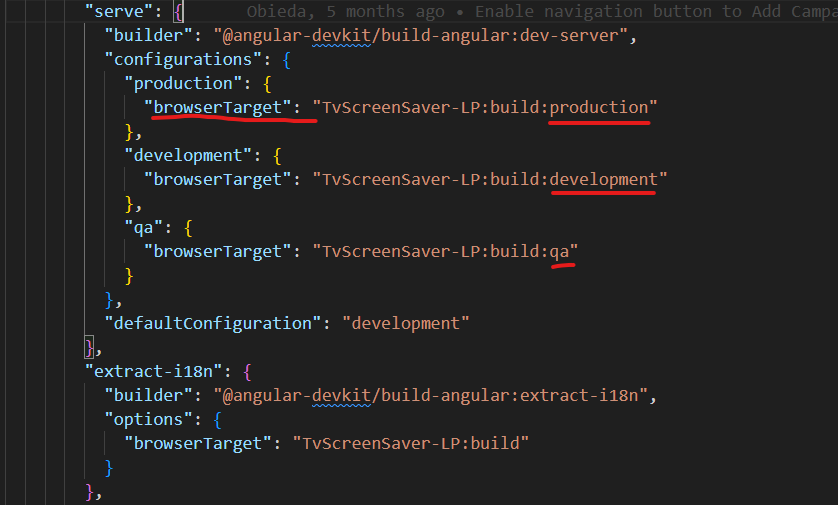 "serve": {    Obieda, 5 months ago • Enable navigation button to Add Campa
"builder": "@angular-devkit/build-angular:dev-server",
"configurations": {
"production": {
"browserTarget": "TvScreenSaver-LP:build:production"
},
"development": {
"browserTarget": "TvScreenSaver-LP:build:development"
},
"qa": {
"browserTarget": "TvScreenSaver-LP:build:qa"
}
},
"defaultConfiguration": "development"
},
"extract-i18n": {
"builder": "@angular-devkit/build-angular:extract-i18n",
"options": {
"browserTarget": "TvScreenSaver-LP:build"
}
},